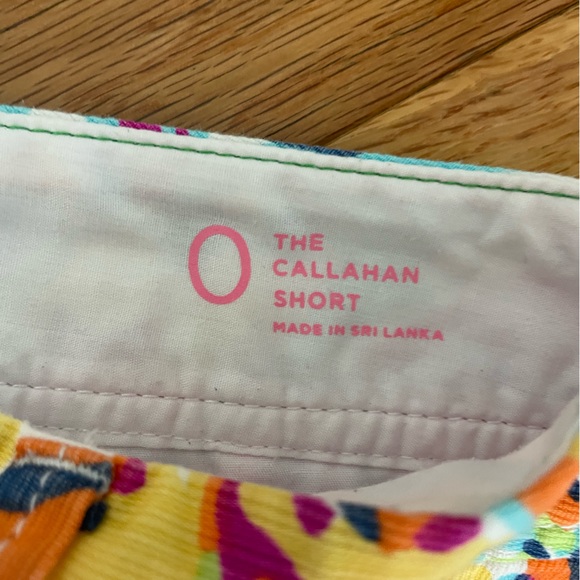 0
THE
CALLAHAN
SHORT
MADE IN SRI LANKA